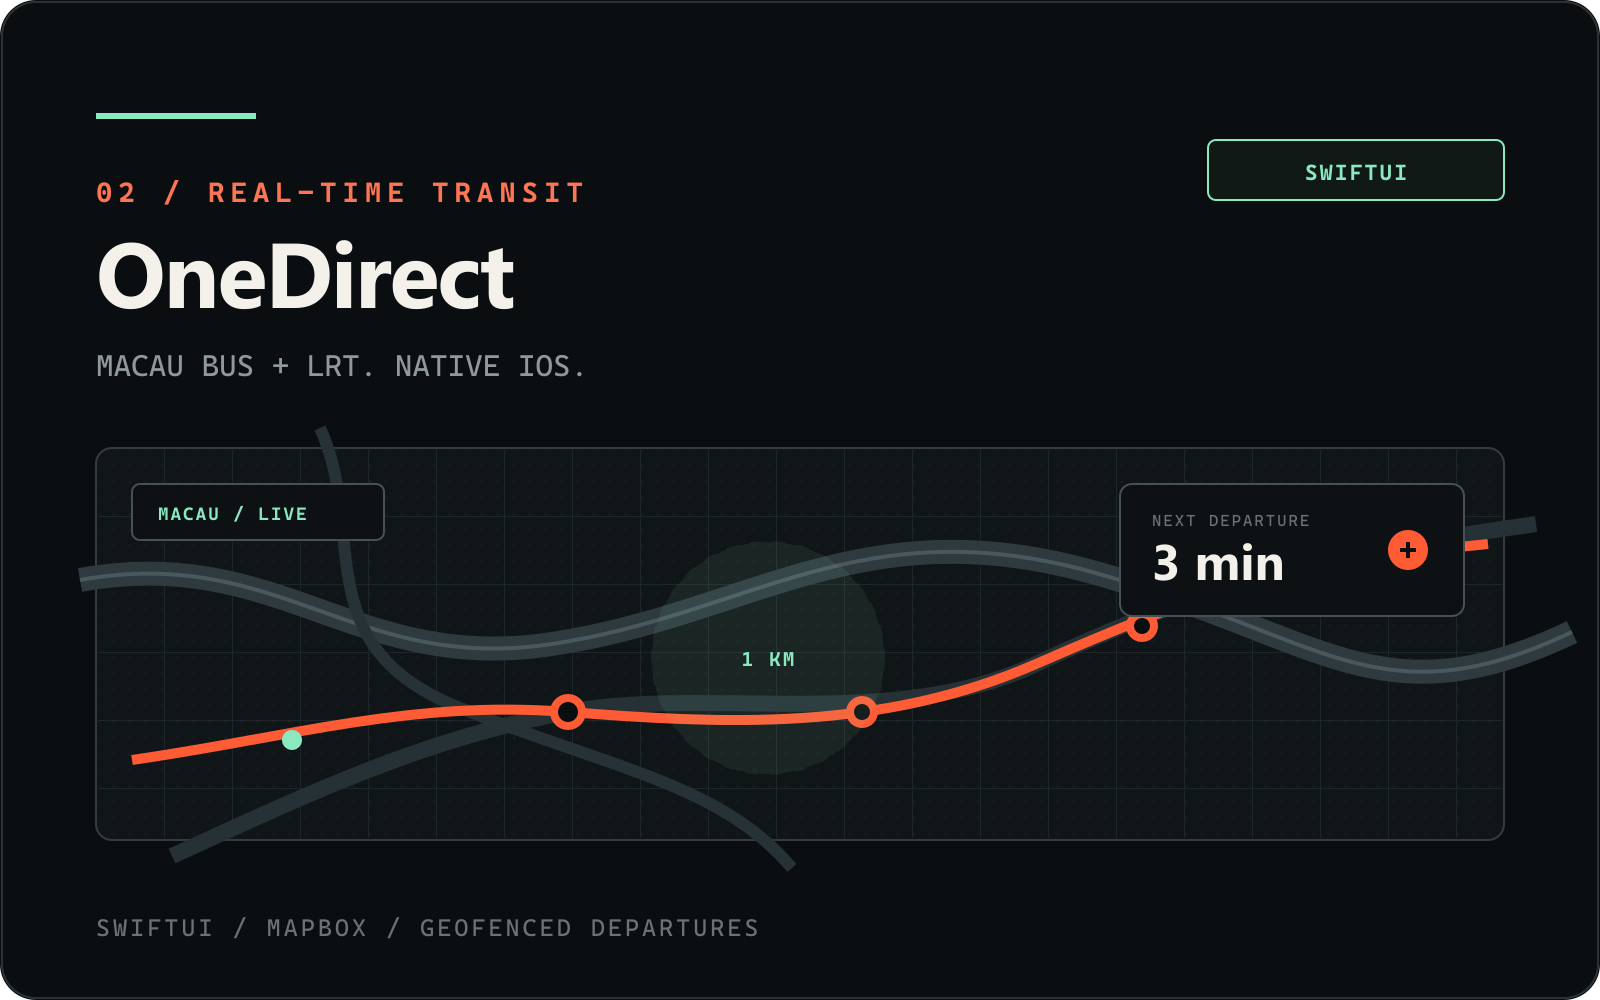 02 / REAL-TIME TRANSIT
SWIFTUI
OneDirect
MACAU BUS + LRT. NATIVE IOS.
MACAU / LIVE
NEXT DEPARTURE
3 min
+
1 KM
SWIFTUI / MAPBOX / GEOFENCED DEPARTURES